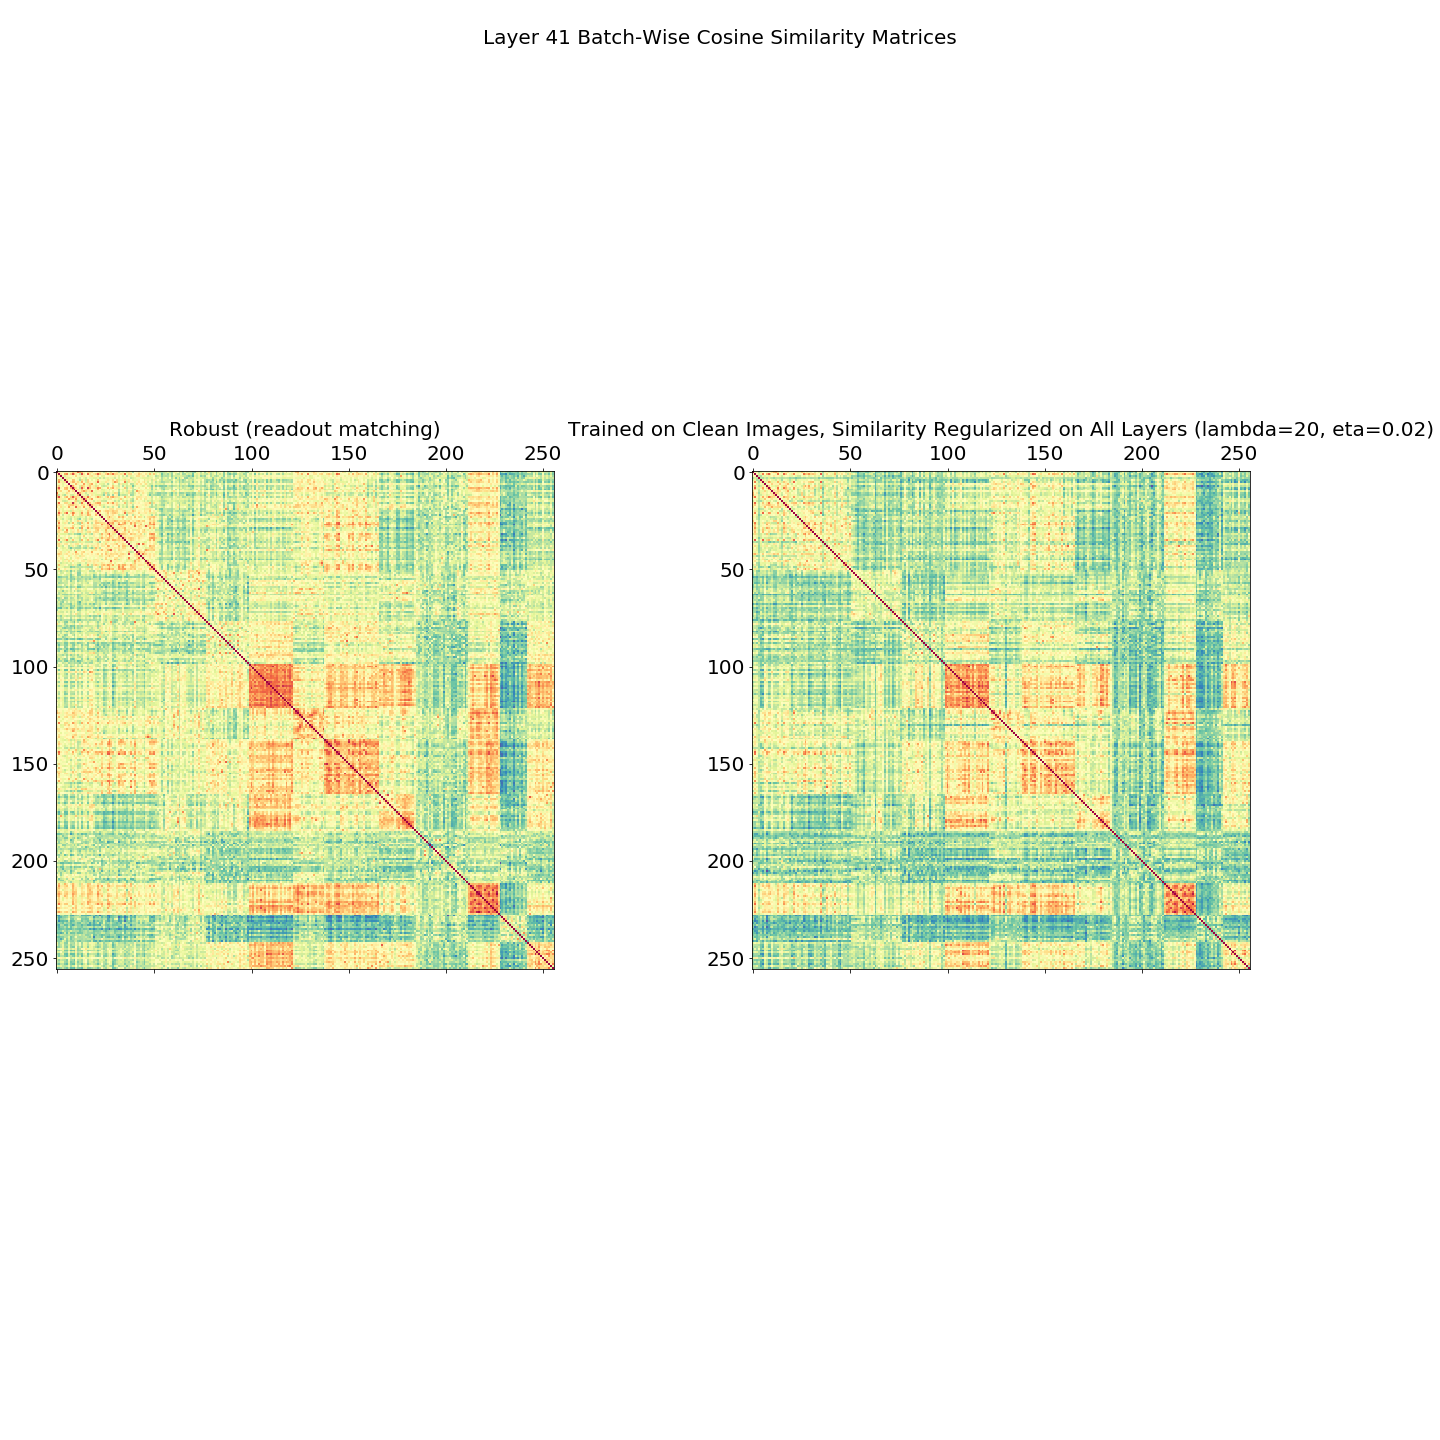 Layer 41 Batch-Wise Cosine Similarity Matrices
Robust (readout matching)
0 50 100 150 200 250
0
50
100
150
200
250
Trained on Clean Images, Similarity Regularized on All Layers (lambda=20, eta=0.02)
0 50 100 150 200 250
0
50
100
150
200
250